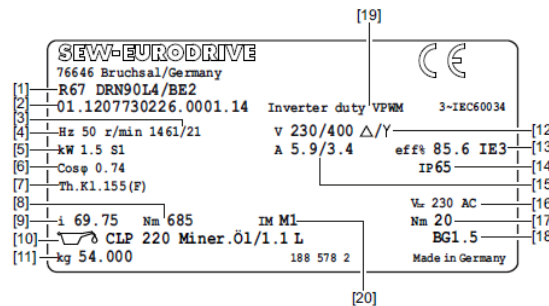 [19]
SEW-EURODRIVE CE
76646 Bruchsal/Germany
[1] R67 DRN90L4/BE2
[2] 01.1207730226.0001.14 Inverter duty VPWM 3~IEC60034
[3]
[4] Hz 50 r/min 1461/21 V 230/400 △/Y [12]
[5] kW 1.5 S1 A 5.9/3.4 eff% 85.6 IE3 [13]
[6] Cosφ 0.74 IP65 [14]
[7] Th.Kl.155(F) [15]
[8] V 230 AC [16]
[9] i 69.75 Nm 685 IM M1 Nm 20 [17]
[10] CLP 220 Miner.Öl/1.1 L BG1.5 [18]
[11] kg 54.000 188 578 2 Made in Germany
[20]